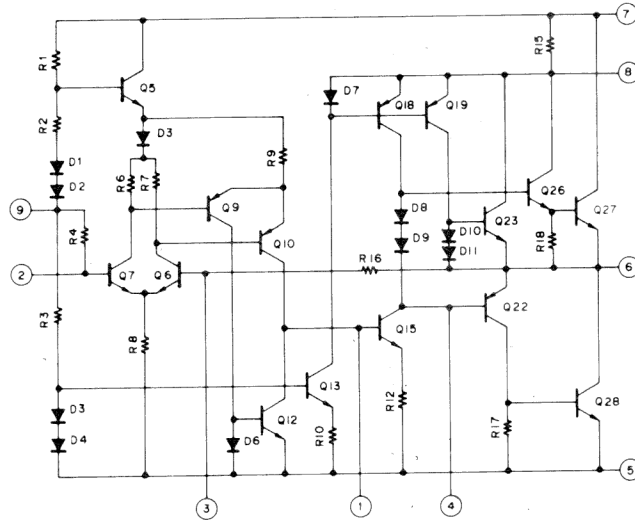 7
R1
R15
Q5
8
D7
Q18
Q19
R2
D3
R9
D1
D2
R6
R7
Q9
Q26
Q27
9
D8
R4
Q10
D10
Q23
R18
D9
D11
R16
2
Q7
Q6
6
R3
R8
Q15
Q22
Q13
R12
D3
Q12
Q28
D4
D6
R10
R17
5
3
1
4